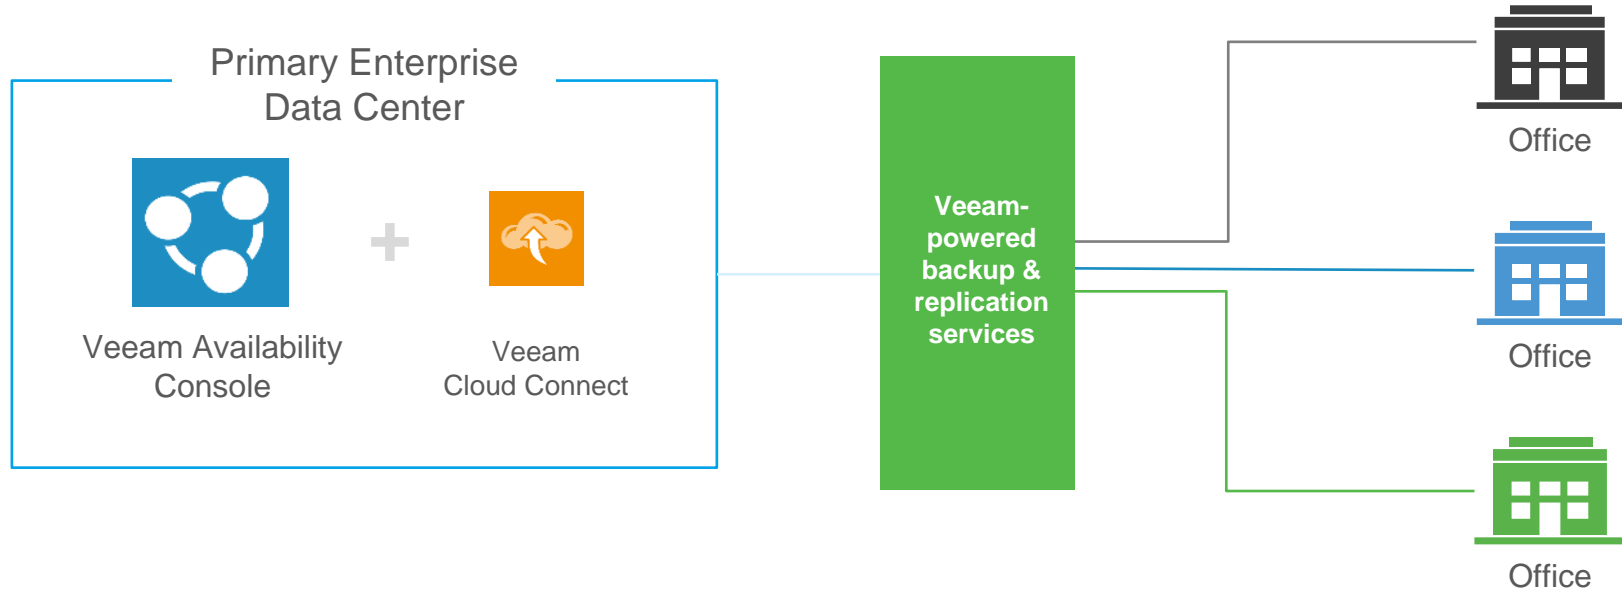 Primary Enterprise
Data Center
Veeam Availability
Console
Veeam
Cloud Connect
Veeam-
powered
backup &
replication
services
Office
Office
Office